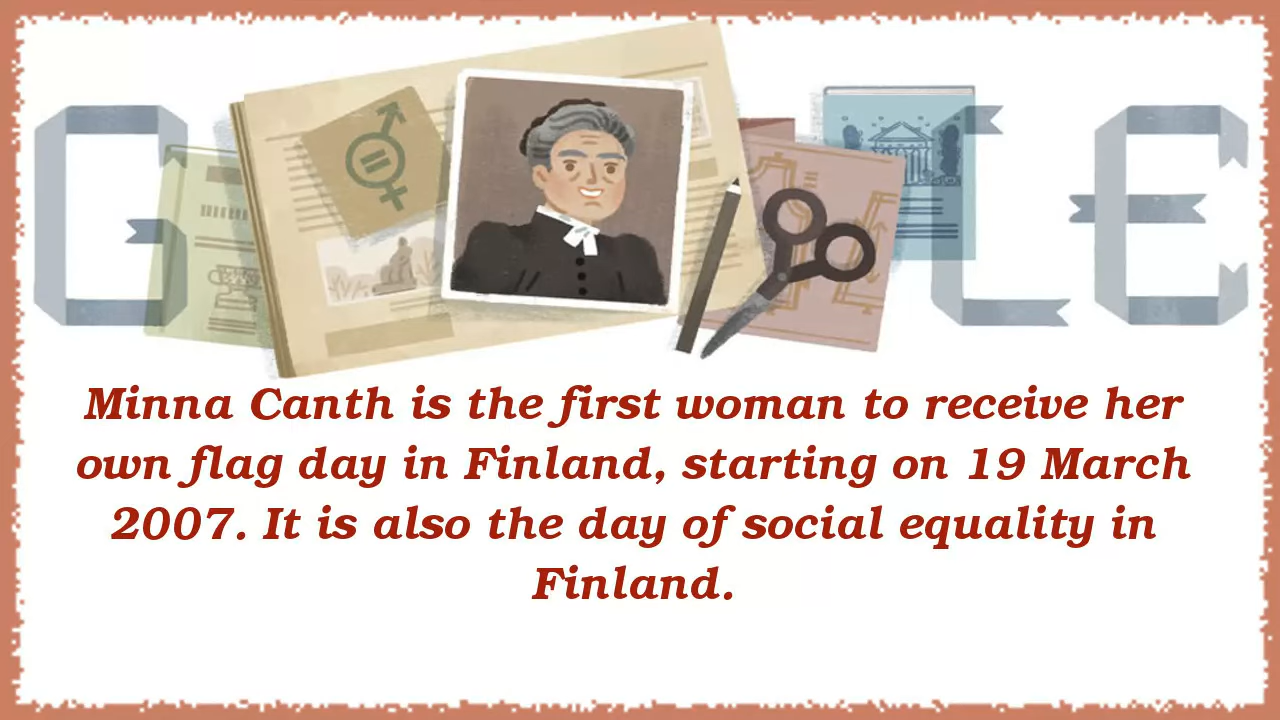 G LE
Minna Canth is the first woman to receive her
own flag day in Finland, starting on 19 March
2007. It is also the day of social equality in
Finland.